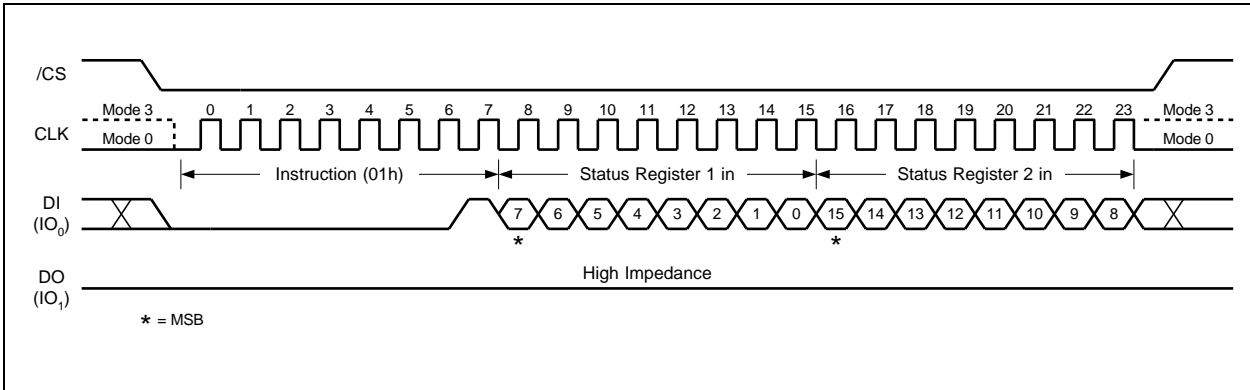 /CS
Mode 3 0 1 2 3 4 5 6 7 8 9 10 11 12 13 14 15 16 17 18 19 20 21 22 23 Mode 3
CLK
Mode 0 Mode 0
Instruction (01h) Status Register 1 in Status Register 2 in
DI
(IO0) 7 6 5 4 3 2 1 0 15 14 13 12 11 10 9 8
* *
High Impedance
DO
(IO1)
* = MSB